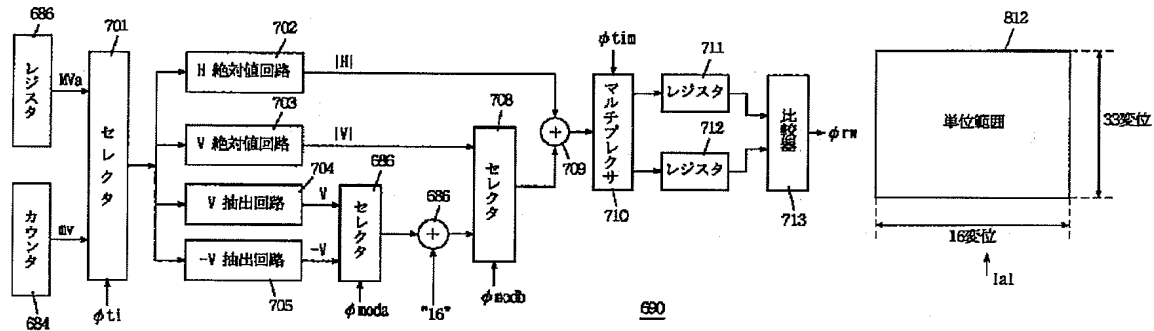 686
レジスタ
MVa
カウンタ
mv
684
701
セレクタ
φti
702
H 絶対値回路
|H|
703
V 絶対値回路
|V|
704
V 抽出回路
V
-V 抽出回路
-V
705
686
セレクタ
φmoda
686
"16"
708
セレクタ
φmodb
709
φtim
マルチプレクサ
710
711
レジスタ
712
レジスタ
比較器
713
φrw
690
812
単位範囲
33変位
16変位
|a|